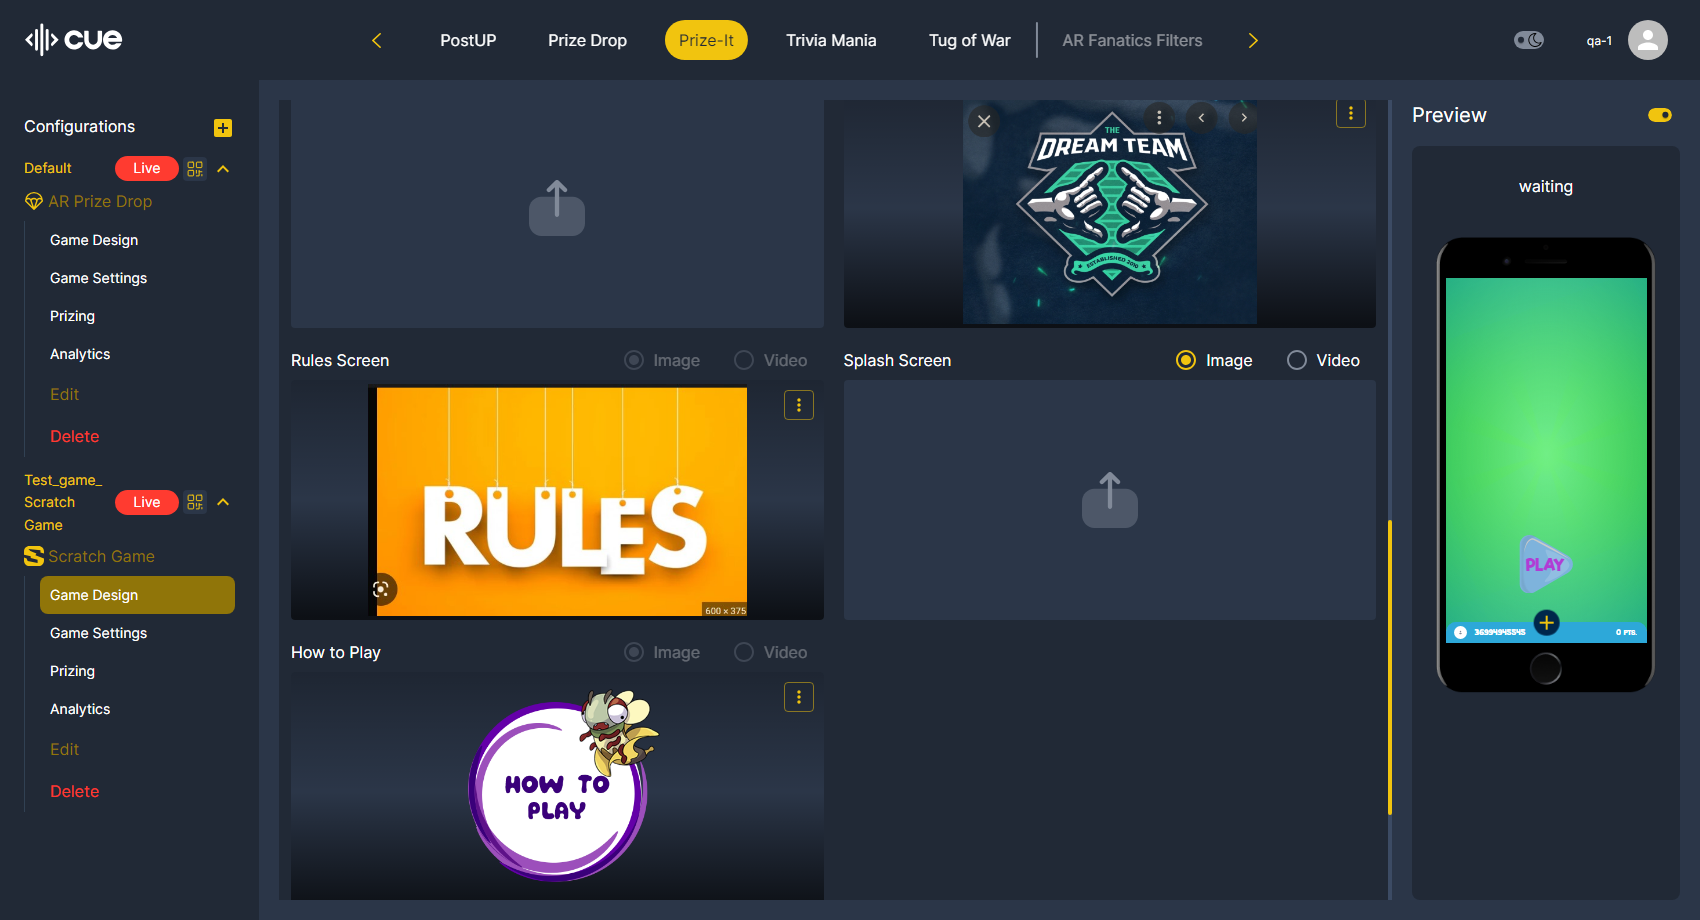 cue
PostUP
Prize Drop
Prize-It
Trivia Mania
Tug of War
AR Fanatics Filters
qa-1
Configurations
Default
Live
AR Prize Drop
Game Design
Game Settings
Prizing
Analytics
Edit
Delete
Test_game_
Scratch
Game
Live
Scratch Game
Game Design
Game Settings
Prizing
Analytics
Edit
Delete
THE
DREAM TEAM
ESTABLISHED 2010
Rules Screen
Image
Video
RULES
600 × 375
Splash Screen
Image
Video
How to Play
Image
Video
HOW TO
PLAY
Preview
waiting
PLAY
0 PTS.